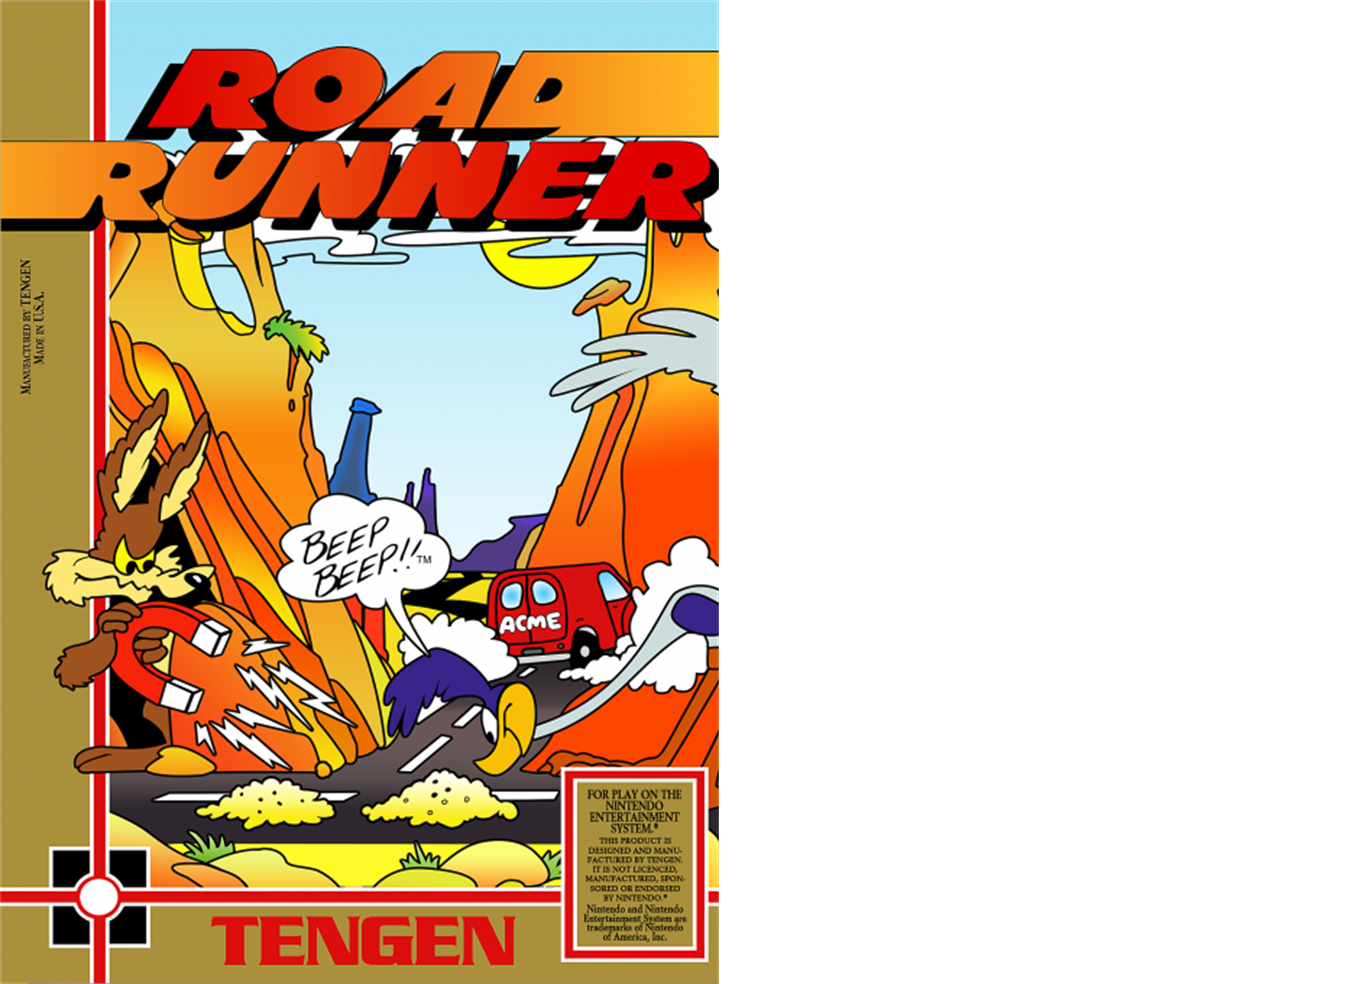 ROAD
RUNNER
MANUFACTURED BY TENGEN
MADE IN U.S.A.
BEEP
BEEP!!™
ACME
FOR PLAY ON THE
NINTENDO
ENTERTAINMENT
SYSTEM.®
THIS PRODUCT IS
DESIGNED AND MANU-
FACTURED BY TENGEN.
IT IS NOT LICENCED,
MANUFACTURED, SPON-
SORED OR ENDORSED
BY NINTENDO.®
Nintendo and Nintendo
Entertainment System are
trademarks of Nintendo
of America, Inc.
TENGEN